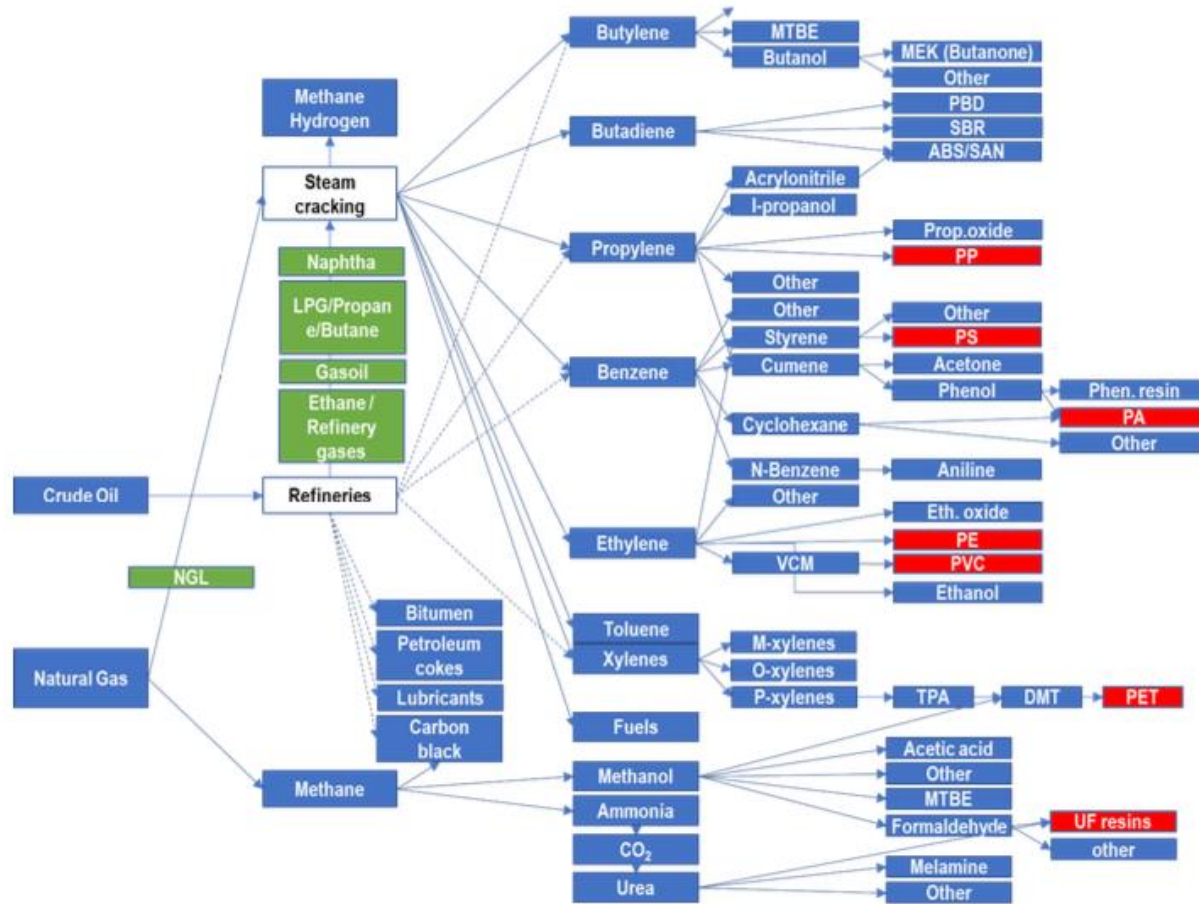 Butylene
MTBE
Butanol
MEK (Butanone)
Other
Methane
Hydrogen
Butadiene
PBD
SBR
ABS/SAN
Steam
cracking
Acrylonitrile
I-propanol
Propylene
Prop.oxide
PP
Naphtha
Other
LPG/Propan
e/Butane
Other
Styrene
Cumene
Other
PS
Acetone
Phenol
Gasoil
Benzene
Phen. resin
PA
Other
Ethane /
Refinery
gases
Cyclohexane
N-Benzene
Other
Aniline
Crude Oil
Refineries
Ethylene
Eth. oxide
PE
VCM
PVC
Ethanol
NGL
Bitumen
Petroleum
cokes
Lubricants
Carbon
black
Toluene
Xylenes
M-xylenes
O-xylenes
P-xylenes
TPA
DMT
PET
Natural Gas
Fuels
Methane
Methanol
Ammonia
CO₂
Urea
Acetic acid
Other
MTBE
Formaldehyde
UF resins
other
Melamine
Other